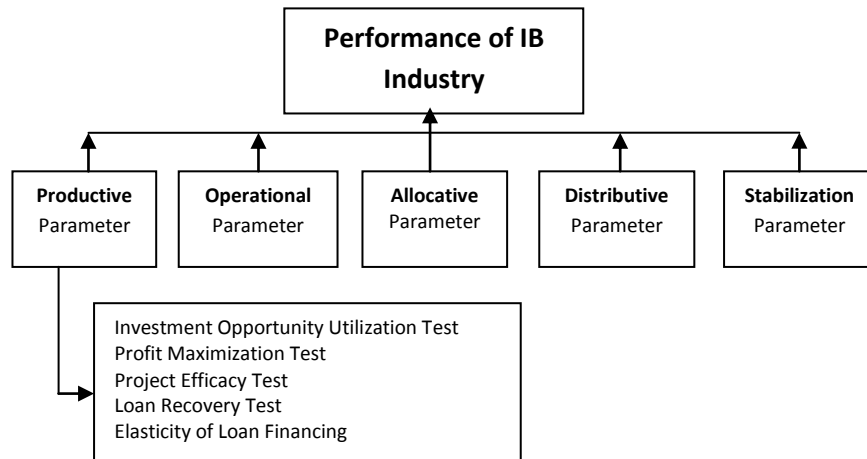 Performance of IB
Industry
Productive
Parameter
Operational
Parameter
Allocative
Parameter
Distributive
Parameter
Stabilization
Parameter
Investment Opportunity Utilization Test
Profit Maximization Test
Project Efficacy Test
Loan Recovery Test
Elasticity of Loan Financing